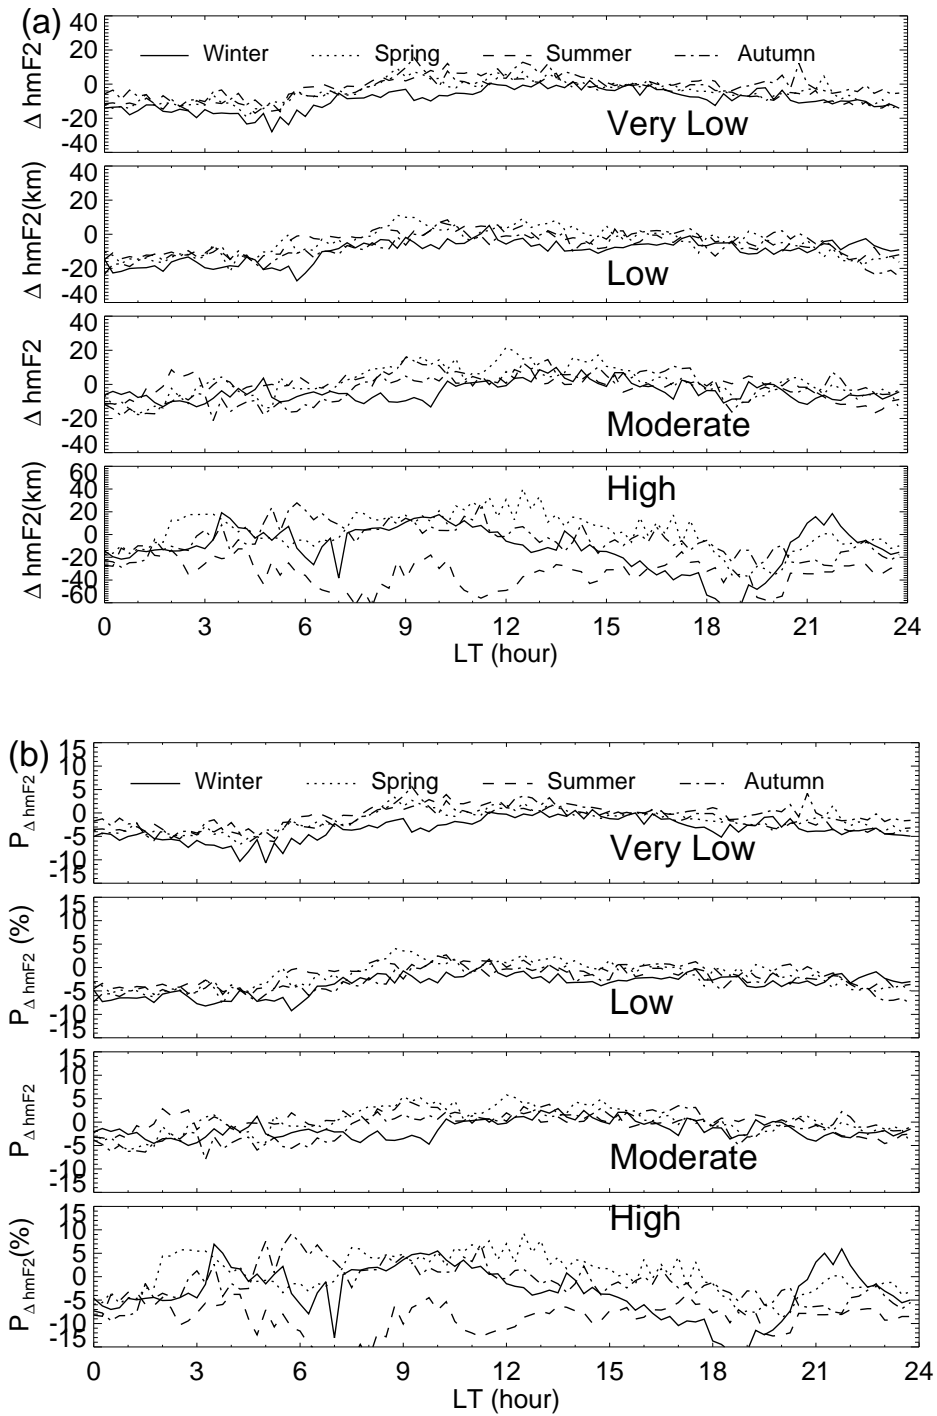 (a)
40
20
0
-20
-40
Δ hmF2
Winter Spring Summer Autumn
Very Low
40
20
0
-20
-40
Δ hmF2(km)
Low
40
20
0
-20
-40
Δ hmF2
Moderate
60
40
20
0
-20
-40
-60
Δ hmF2(km)
High
0 3 6 9 12 15 18 21 24
LT (hour)
(b)
15
10
5
0
-5
-10
-15
P Δ hmF2
Winter Spring Summer Autumn
Very Low
15
10
5
0
-5
-10
-15
P Δ hmF2 (%)
Low
15
10
5
0
-5
-10
-15
P Δ hmF2
Moderate
15
10
5
0
-5
-10
-15
P Δ hmF2(%)
High
0 3 6 9 12 15 18 21 24
LT (hour)